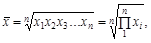 x̄ = ⁿ√(x₁x₂x₃...xₙ) = ⁿ√(∏₁ⁿ xᵢ),